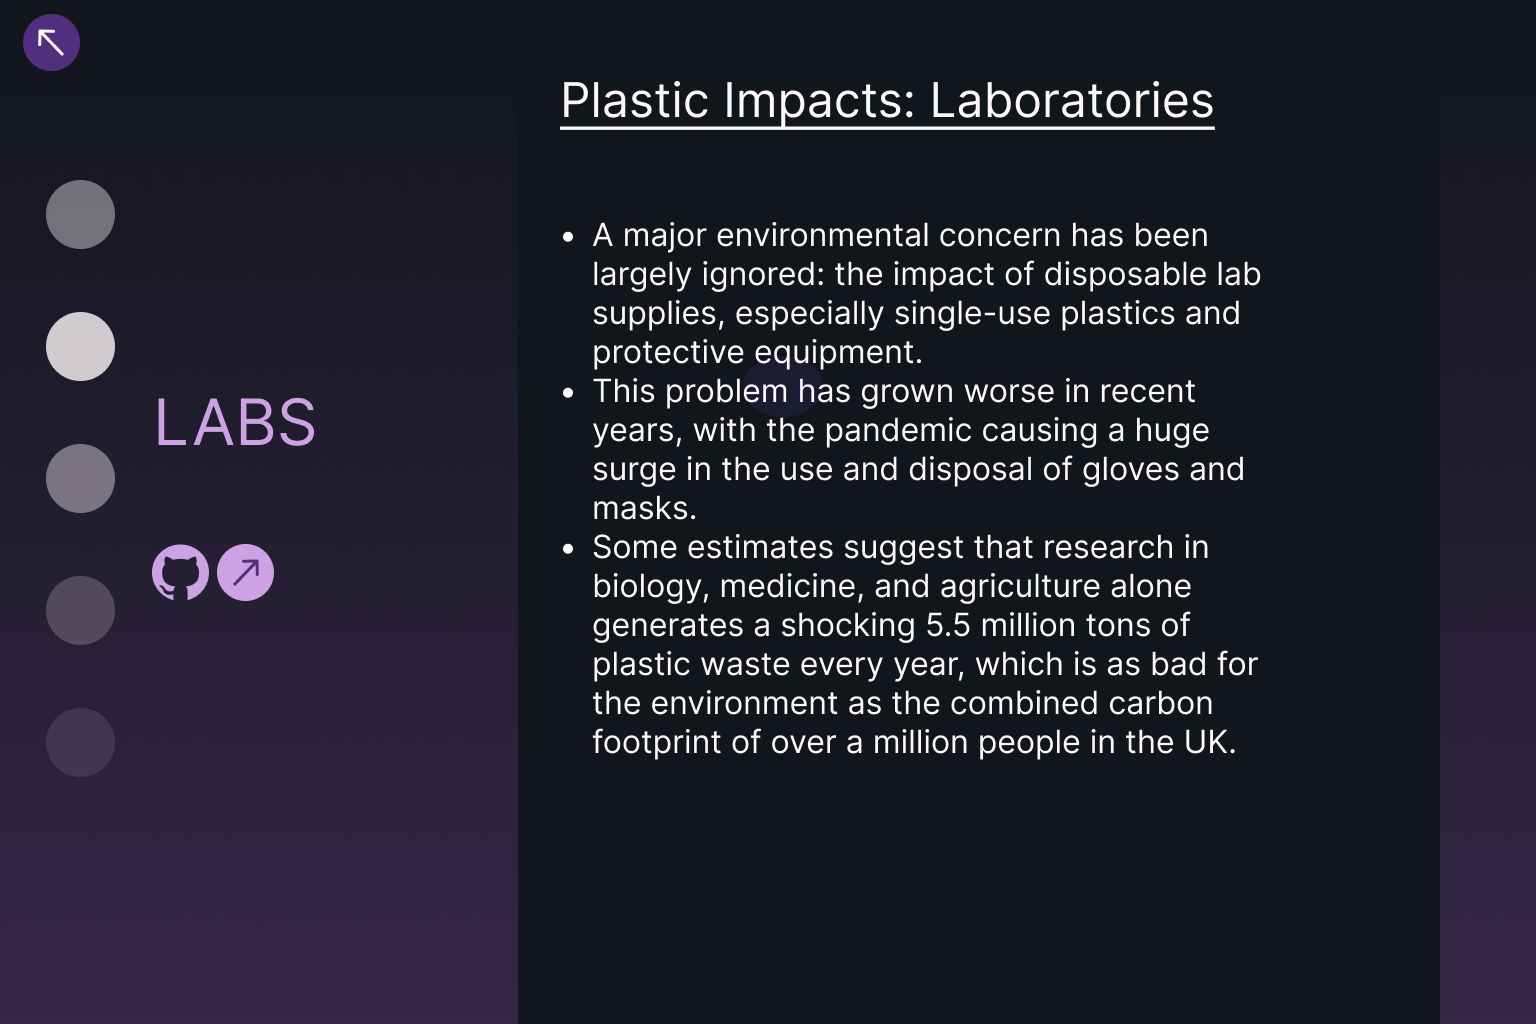 Plastic Impacts: Laboratories
• A major environmental concern has been
largely ignored: the impact of disposable lab
supplies, especially single-use plastics and
protective equipment.
• This problem has grown worse in recent
years, with the pandemic causing a huge
surge in the use and disposal of gloves and
masks.
• Some estimates suggest that research in
biology, medicine, and agriculture alone
generates a shocking 5.5 million tons of
plastic waste every year, which is as bad for
the environment as the combined carbon
footprint of over a million people in the UK.
LABS